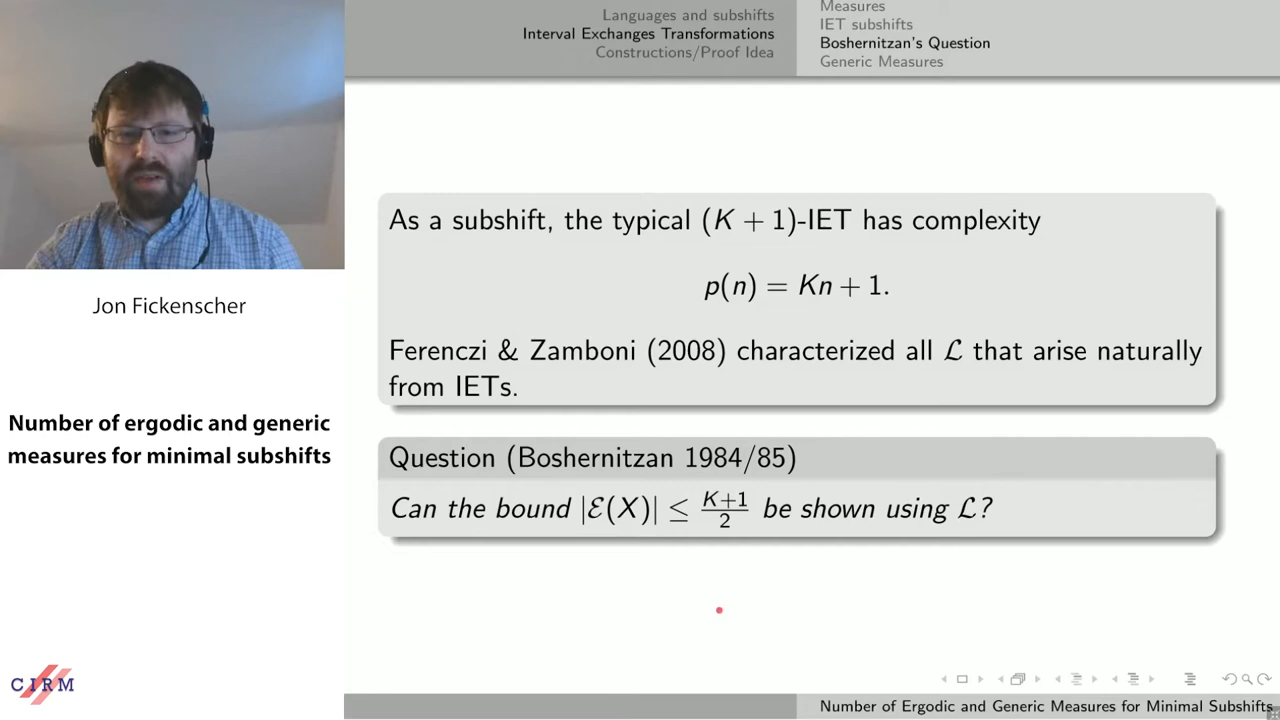 Languages and subshifts
Interval Exchanges Transformations
Constructions/Proof Idea
Measures
IET subshifts
Boshernitzan's Question
Generic Measures
As a subshift, the typical (K + 1)-IET has complexity
p(n) = Kn + 1.
Ferenczi & Zamboni (2008) characterized all ℒ that arise naturally
from IETs.
Question (Boshernitzan 1984/85)
Can the bound |ℰ(X)| ≤ (K+1)/2 be shown using ℒ?
Jon Fickenscher
Number of ergodic and generic
measures for minimal subshifts
CIRM
Number of Ergodic and Generic Measures for Minimal Subshifts